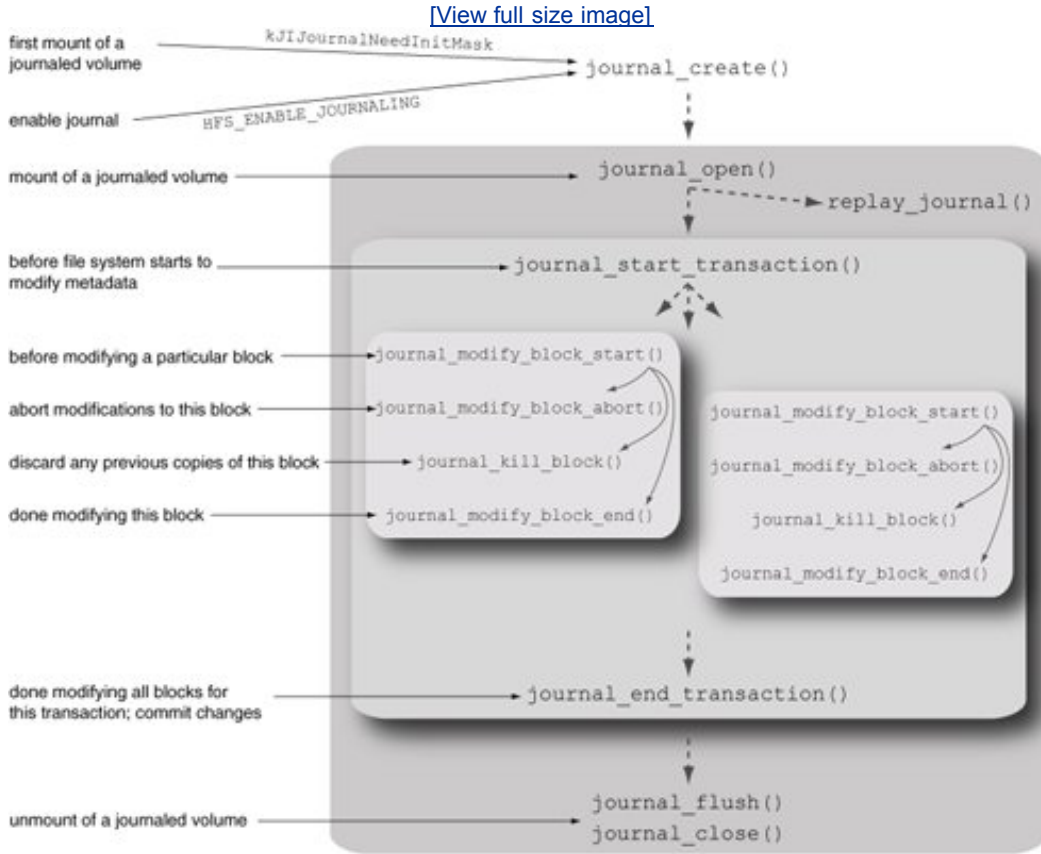 [View full size image]
first mount of a
journaled volume
kJIJournalNeedInitMask
journal_create()
enable journal
HFS_ENABLE_JOURNALING
mount of a journaled volume
journal_open()
replay_journal()
before file system starts to
modify metadata
journal_start_transaction()
before modifying a particular block
journal_modify_block_start()
abort modifications to this block
journal_modify_block_abort()
discard any previous copies of this block
journal_kill_block()
done modifying this block
journal_modify_block_end()
journal_modify_block_start()
journal_modify_block_abort()
journal_kill_block()
journal_modify_block_end()
done modifying all blocks for
this transaction; commit changes
journal_end_transaction()
unmount of a journaled volume
journal_flush()
journal_close()